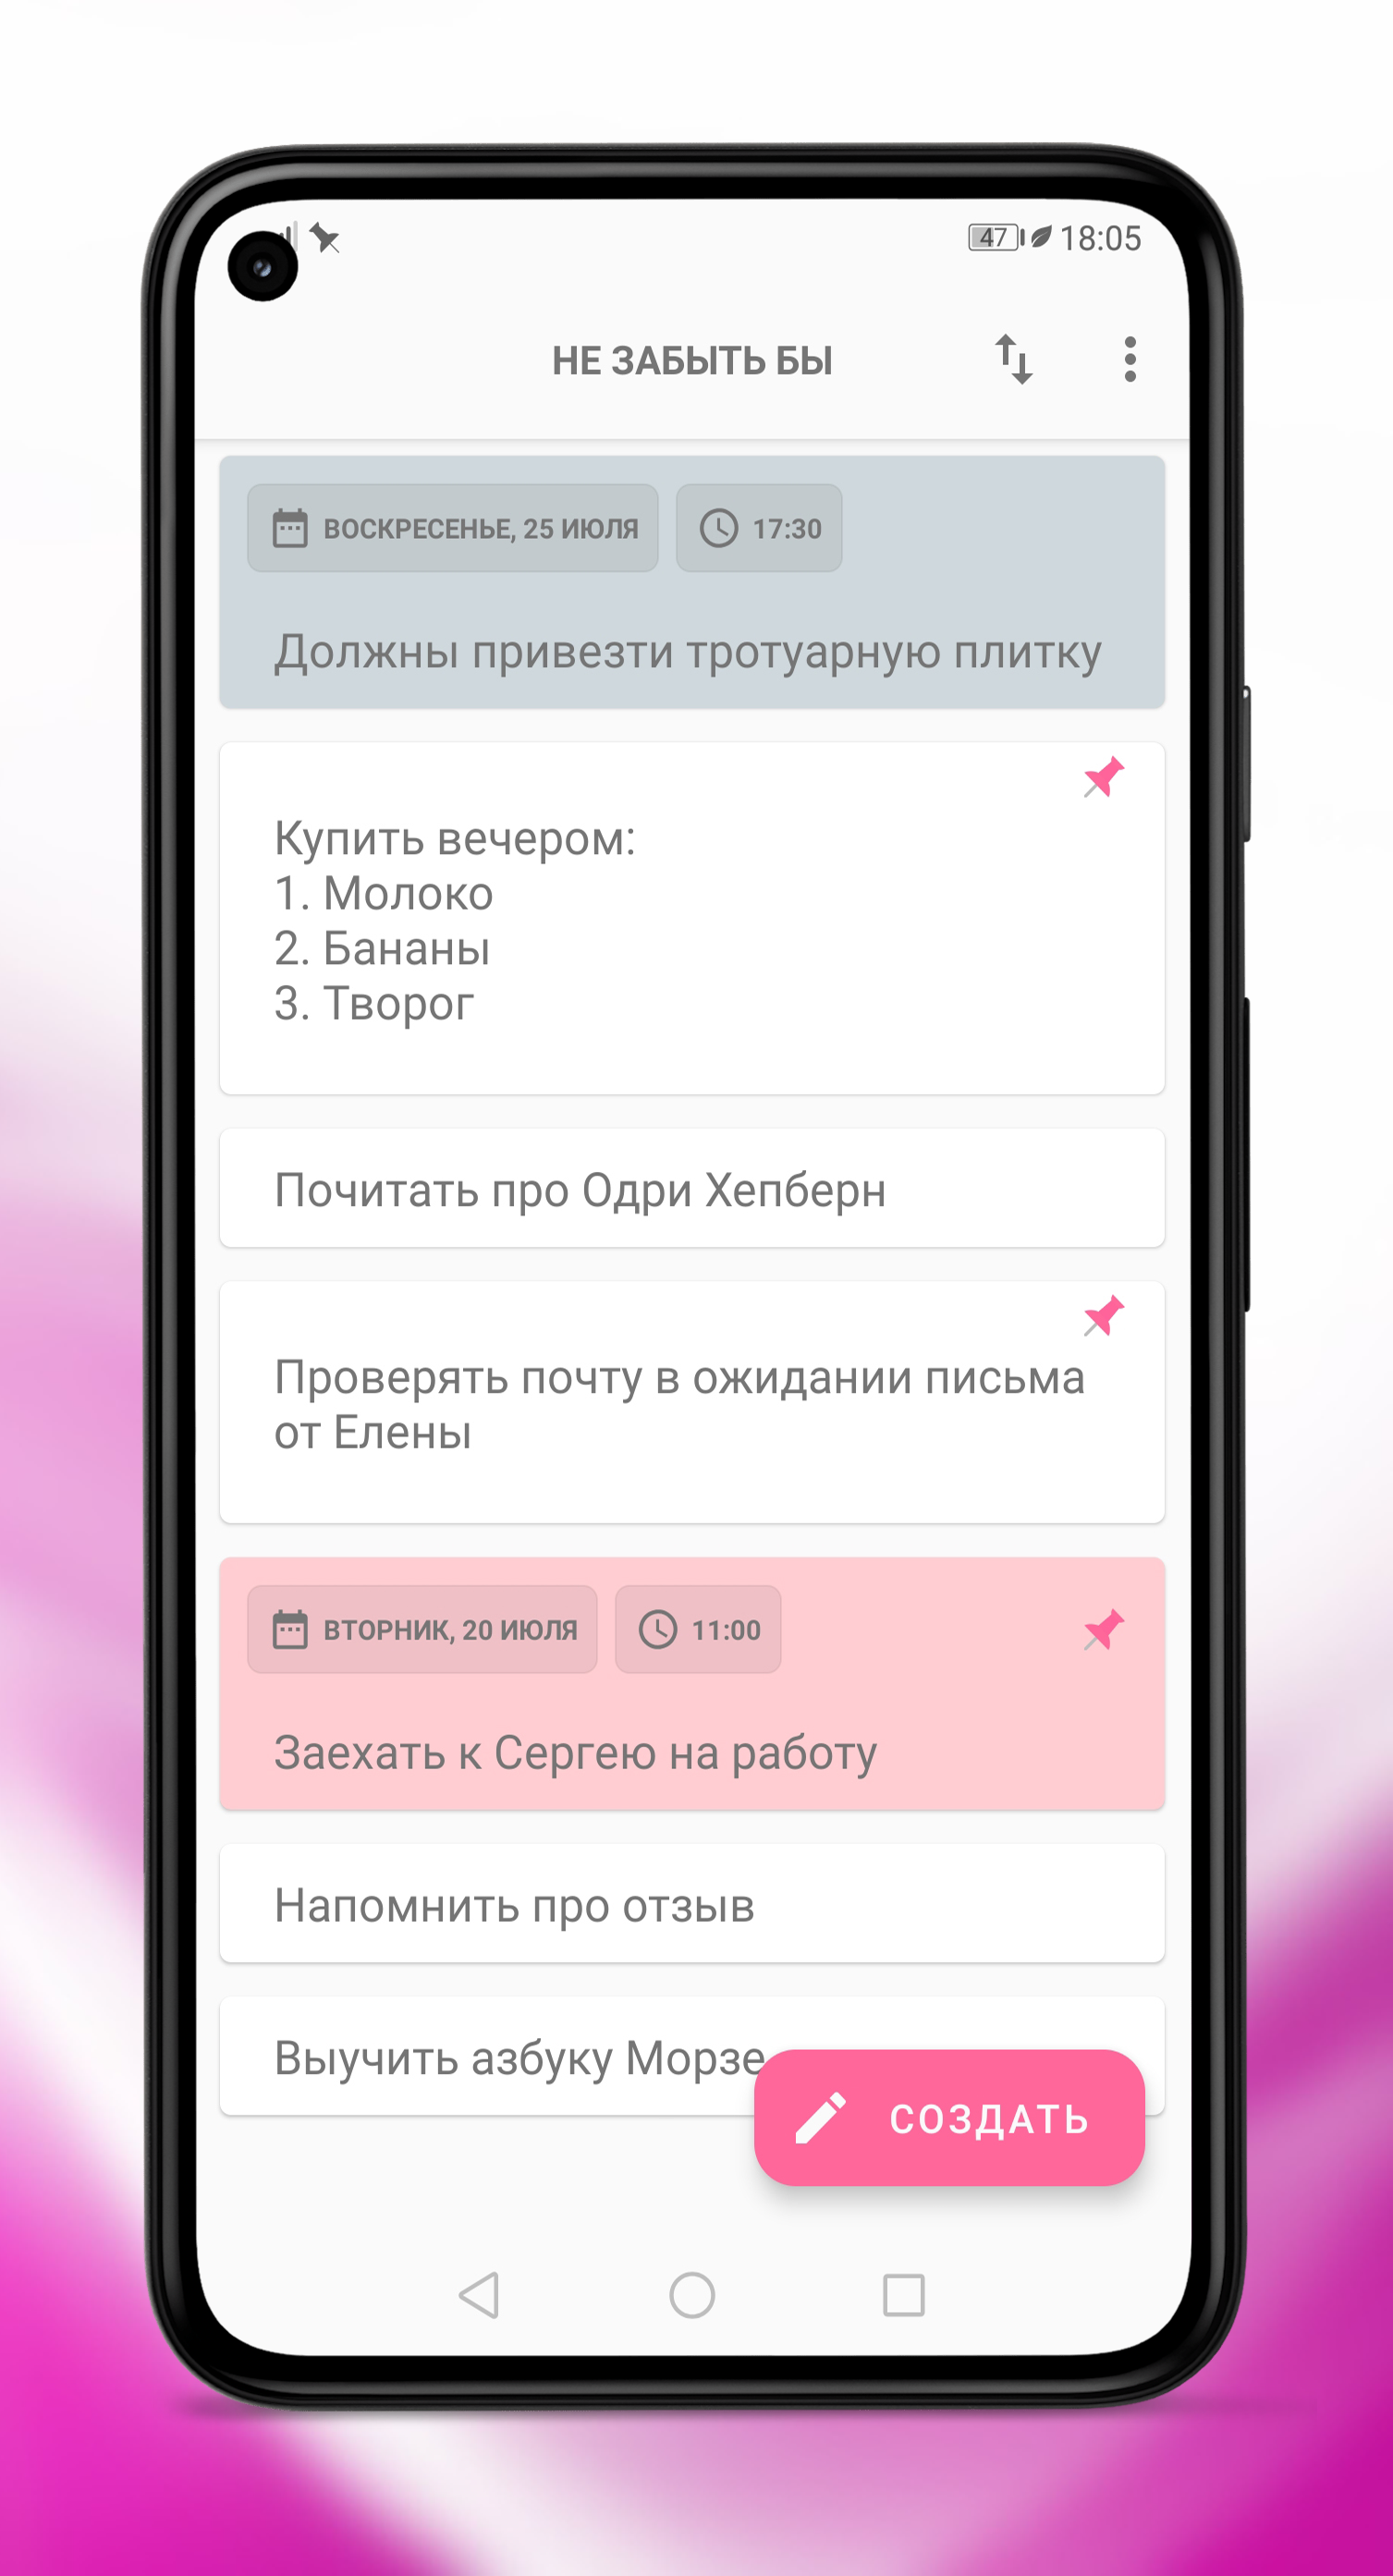 47 18:05
НЕ ЗАБЫТЬ БЫ
ВОСКРЕСЕНЬЕ, 25 ИЮЛЯ 17:30
Должны привезти тротуарную плитку
Купить вечером:
1. Молоко
2. Бананы
3. Творог
Почитать про Одри Хепберн
Проверять почту в ожидании письма
от Елены
ВТОРНИК, 20 ИЮЛЯ 11:00
Заехать к Сергею на работу
Напомнить про отзыв
Выучить азбуку Морзе
СОЗДАТЬ